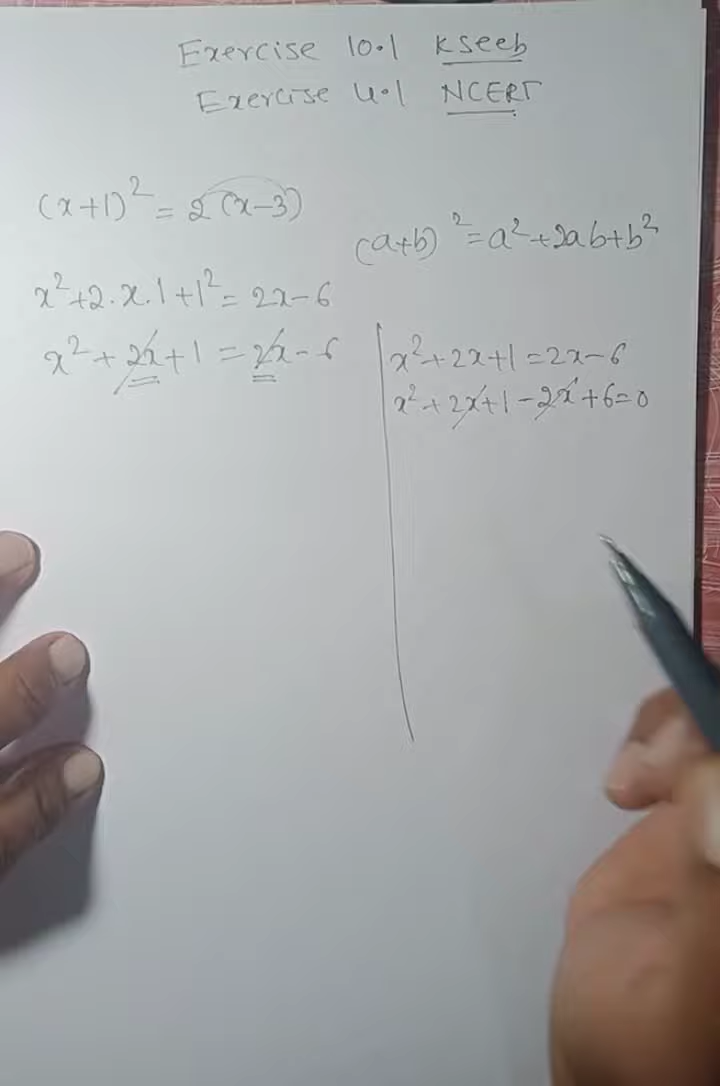 Exercise 10.1 kseeb
Exercise 4.1 NCERT
(x+1)² = 2(x-3)
(a+b)² = a²+2ab+b²
x²+2.x.1+1² = 2x-6
x²+2x+1 = 2x-6
x²+2x+1 = 2x-6
x²+2x+1-2x+6=0